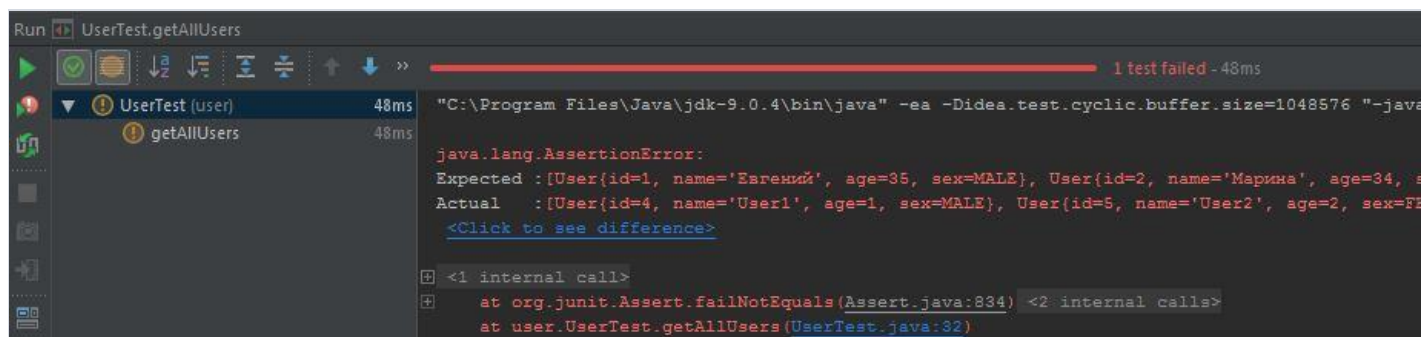 Run UserTest.getAllUsers
1 test failed - 48ms
UserTest (user) 48ms
getAllUsers 48ms
"C:\Program Files\Java\jdk-9.0.4\bin\java" -ea -Didea.test.cyclic.buffer.size=1048576 "-java
java.lang.AssertionError:
Expected :[User{id=1, name='Евгений', age=35, sex=MALE}, User{id=2, name='Марина', age=34, s
Actual :[User{id=4, name='User1', age=1, sex=MALE}, User{id=5, name='User2', age=2, sex=FE
<Click to see difference>
<1 internal call>
at org.junit.Assert.failNotEquals(Assert.java:834) <2 internal calls>
at user.UserTest.getAllUsers(UserTest.java:32)